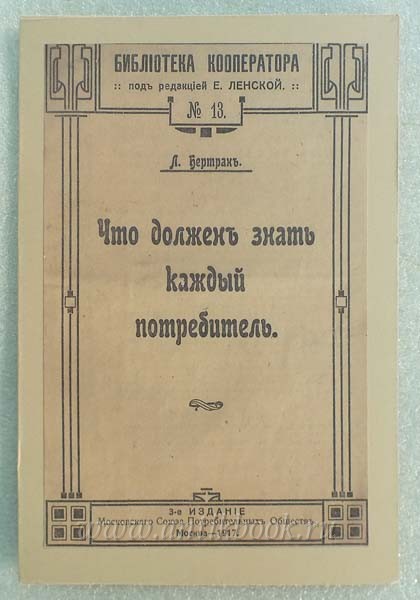 БИБЛІОТЕКА КООПЕРАТОРА
:: подъ редакціей Е. ЛЕНСКОЙ. ::
№ 13.
Л. Бертранъ.
Что долженъ знать
каждый
потребитель.
3-е ИЗДАНІЕ
Московскаго Союза Потребительныхъ Обществъ.
Москва—1917.